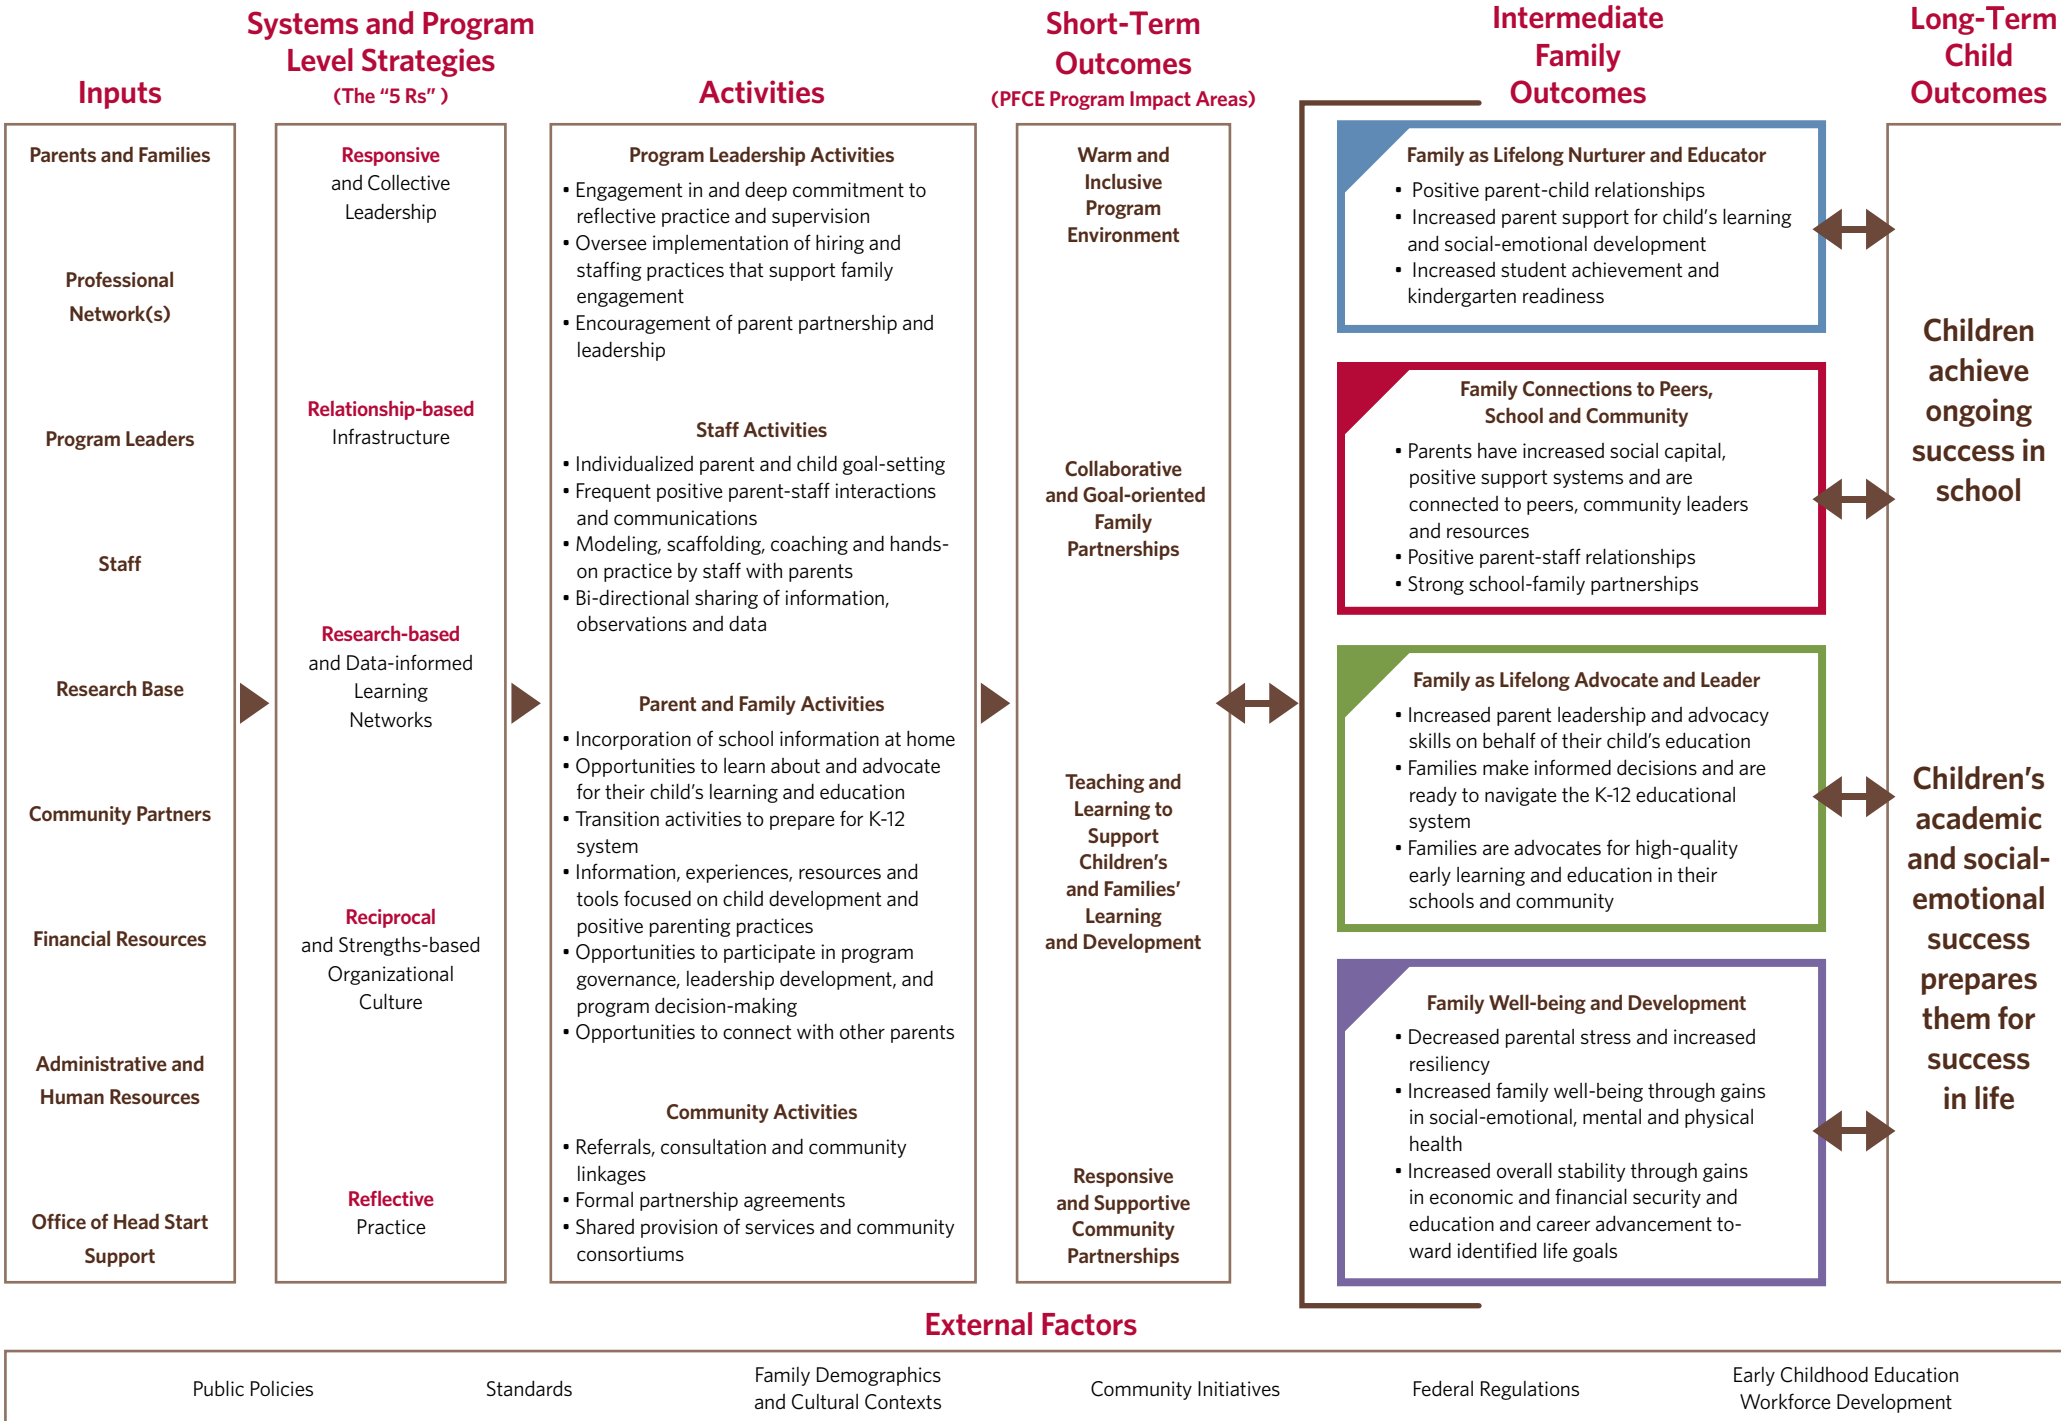 Inputs
Parents and Families
Professional
Network(s)
Program Leaders
Staff
Research Base
Community Partners
Financial Resources
Administrative and
Human Resources
Office of Head Start
Support
Systems and Program
Level Strategies
(The “5 Rs” )
Responsive
and Collective
Leadership
Relationship-based
Infrastructure
Research-based
and Data-informed
Learning
Networks
Reciprocal
and Strengths-based
Organizational
Culture
Reflective
Practice
Activities
Program Leadership Activities
• Engagement in and deep commitment to
reflective practice and supervision
• Oversee implementation of hiring and
staffing practices that support family
engagement
• Encouragement of parent partnership and
leadership
Staff Activities
• Individualized parent and child goal-setting
• Frequent positive parent-staff interactions
and communications
• Modeling, scaffolding, coaching and hands-
on practice by staff with parents
• Bi-directional sharing of information,
observations and data
Parent and Family Activities
• Incorporation of school information at home
• Opportunities to learn about and advocate
for their child’s learning and education
• Transition activities to prepare for K-12
system
• Information, experiences, resources and
tools focused on child development and
positive parenting practices
• Opportunities to participate in program
governance, leadership development, and
program decision-making
• Opportunities to connect with other parents
Community Activities
• Referrals, consultation and community
linkages
• Formal partnership agreements
• Shared provision of services and community
consortiums
Short-Term
Outcomes
(PFCE Program Impact Areas)
Warm and
Inclusive
Program
Environment
Collaborative
and Goal-oriented
Family
Partnerships
Teaching and
Learning to
Support
Children’s
and Families’
Learning
and Development
Responsive
and Supportive
Community
Partnerships
Intermediate
Family
Outcomes
Family as Lifelong Nurturer and Educator
• Positive parent-child relationships
• Increased parent support for child’s learning
and social-emotional development
• Increased student achievement and
kindergarten readiness
Family Connections to Peers,
School and Community
• Parents have increased social capital,
positive support systems and are
connected to peers, community leaders
and resources
• Positive parent-staff relationships
• Strong school-family partnerships
Family as Lifelong Advocate and Leader
• Increased parent leadership and advocacy
skills on behalf of their child’s education
• Families make informed decisions and are
ready to navigate the K-12 educational
system
• Families are advocates for high-quality
early learning and education in their
schools and community
Family Well-being and Development
• Decreased parental stress and increased
resiliency
• Increased family well-being through gains
in social-emotional, mental and physical
health
• Increased overall stability through gains
in economic and financial security and
education and career advancement to-
ward identified life goals
Long-Term
Child
Outcomes
Children
achieve
ongoing
success in
school
Children’s
academic
and social-
emotional
success
prepares
them for
success
in life
External Factors
Public Policies
Standards
Family Demographics
and Cultural Contexts
Community Initiatives
Federal Regulations
Early Childhood Education
Workforce Development